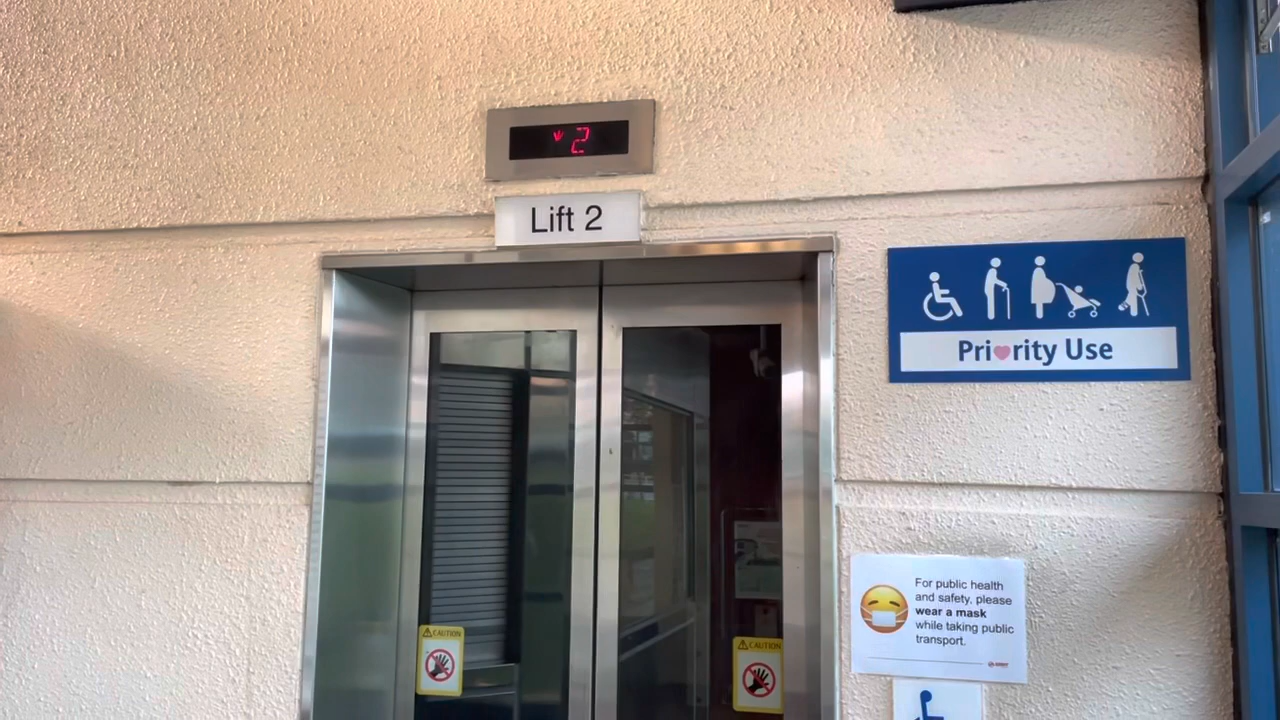 2
Lift 2
Priority Use
For public health
and safety, please
wear a mask
while taking public
transport.
CAUTION
CAUTION